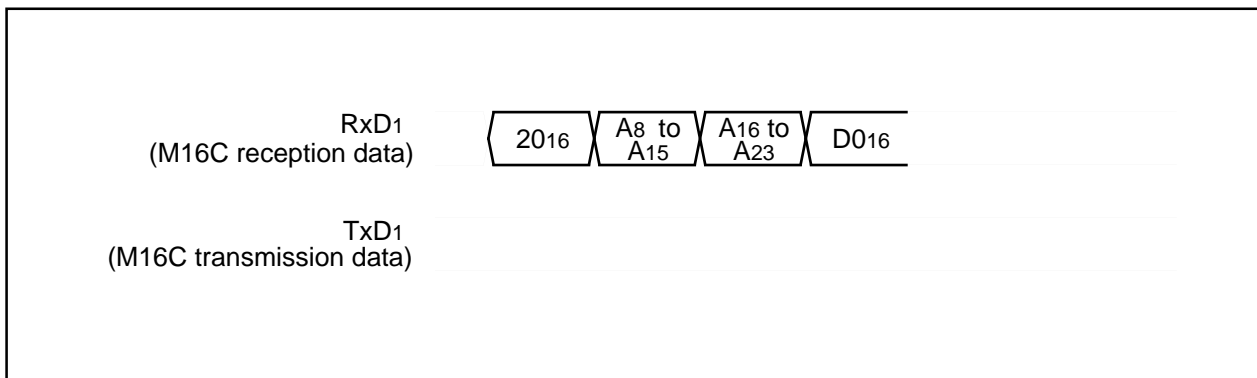 RxD1
(M16C reception data)
2016
A8 to
A15
A16 to
A23
D016
TxD1
(M16C transmission data)